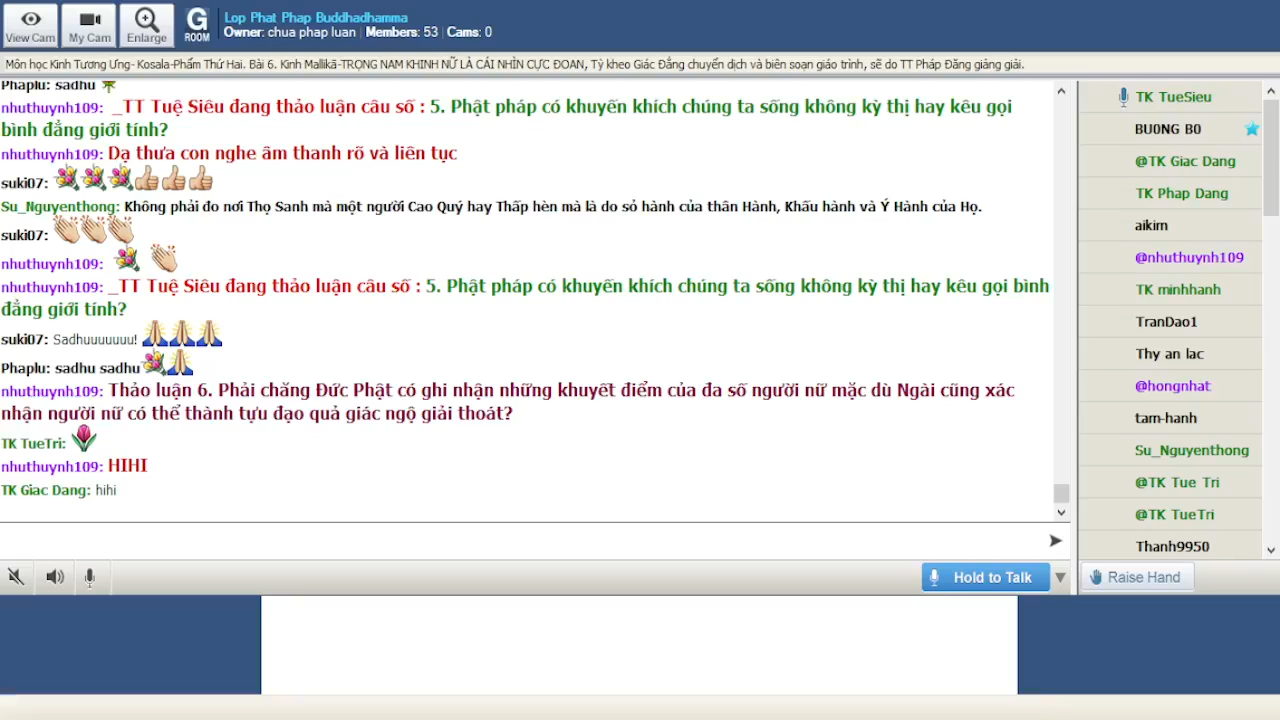 View Cam
My Cam
Enlarge
G
ROOM
Lop Phat Phap Buddhadhamma
Owner: chua phap luan | Members: 53 | Cams: 0
Môn học Kinh Tương Ưng- Kosala-Phẩm Thứ Hai. Bài 6. Kinh Mallikā-TRỌNG NAM KHINH NỮ LÀ CÁI NHÌN CỰC ĐOAN, Tỳ kheo Giác Đẳng chuyển dịch và biên soạn giáo trình, sẽ do TT Pháp Đăng giảng giải.
Phaplu: sadhu
nhuthuynh109: _TT Tuệ Siêu đang thảo luận câu số : 5. Phật pháp có khuyến khích chúng ta sống không kỳ thị hay kêu gọi
bình đẳng giới tính?
nhuthuynh109: Dạ thưa con nghe âm thanh rõ và liên tục
suki07:
Su_Nguyenthong: Không phải do nơi Thọ Sanh mà một người Cao Quý hay Thấp hèn mà là do sỏ hành của thân Hành, Khẩu hành và Ý Hành của Họ.
suki07:
nhuthuynh109:
nhuthuynh109: _TT Tuệ Siêu đang thảo luận câu số : 5. Phật pháp có khuyến khích chúng ta sống không kỳ thị hay kêu gọi bình
đẳng giới tính?
suki07: Sadhuuuuuuu!
Phaplu: sadhu sadhu
nhuthuynh109: Thảo luận 6. Phải chăng Đức Phật có ghi nhận những khuyết điểm của đa số người nữ mặc dù Ngài cũng xác
nhận người nữ có thể thành tựu đạo quả giác ngộ giải thoát?
TK TueTri:
nhuthuynh109: HIHI
TK Giac Dang: hihi
Hold to Talk
TK TueSieu
BU0NG B0
@TK Giac Dang
TK Phap Dang
aikim
@nhuthuynh109
TK minhhanh
TranDao1
Thy an lac
@hongnhat
tam-hanh
Su_Nguyenthong
@TK Tue Tri
@TK TueTri
Thanh9950
Raise Hand